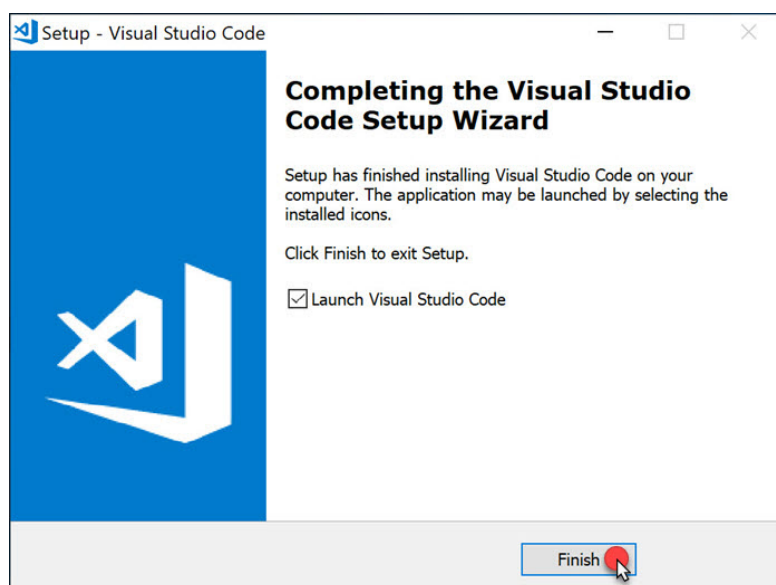 Setup - Visual Studio Code
Completing the Visual Studio
Code Setup Wizard
Setup has finished installing Visual Studio Code on your
computer. The application may be launched by selecting the
installed icons.
Click Finish to exit Setup.
Launch Visual Studio Code
Finish